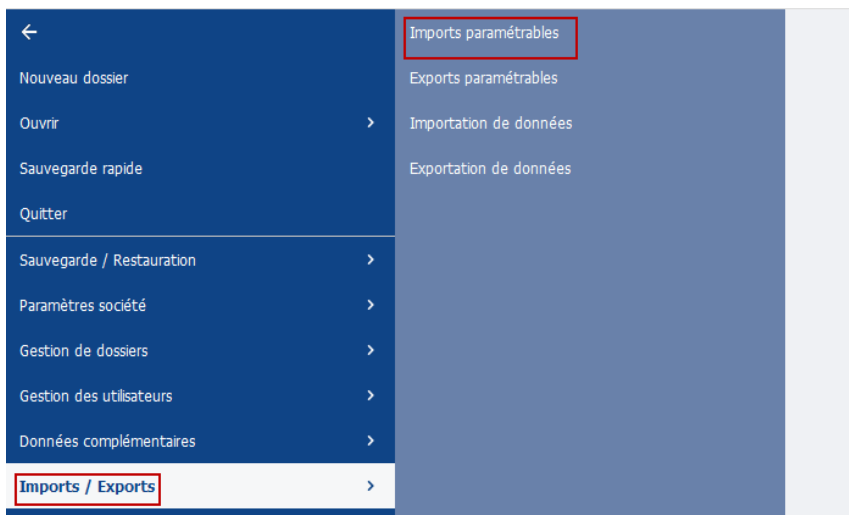 Nouveau dossier
Ouvrir
Sauvegarde rapide
Quitter
Sauvegarde / Restauration
Paramètres société
Gestion de dossiers
Gestion des utilisateurs
Données complémentaires
Imports / Exports
Imports paramétrables
Exports paramétrables
Importation de données
Exportation de données